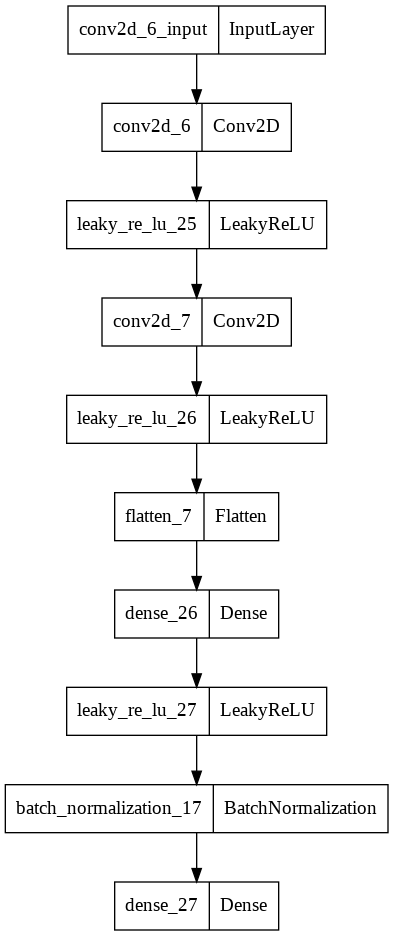 conv2d_6_input InputLayer
conv2d_6 Conv2D
leaky_re_lu_25 LeakyReLU
conv2d_7 Conv2D
leaky_re_lu_26 LeakyReLU
flatten_7 Flatten
dense_26 Dense
leaky_re_lu_27 LeakyReLU
batch_normalization_17 BatchNormalization
dense_27 Dense